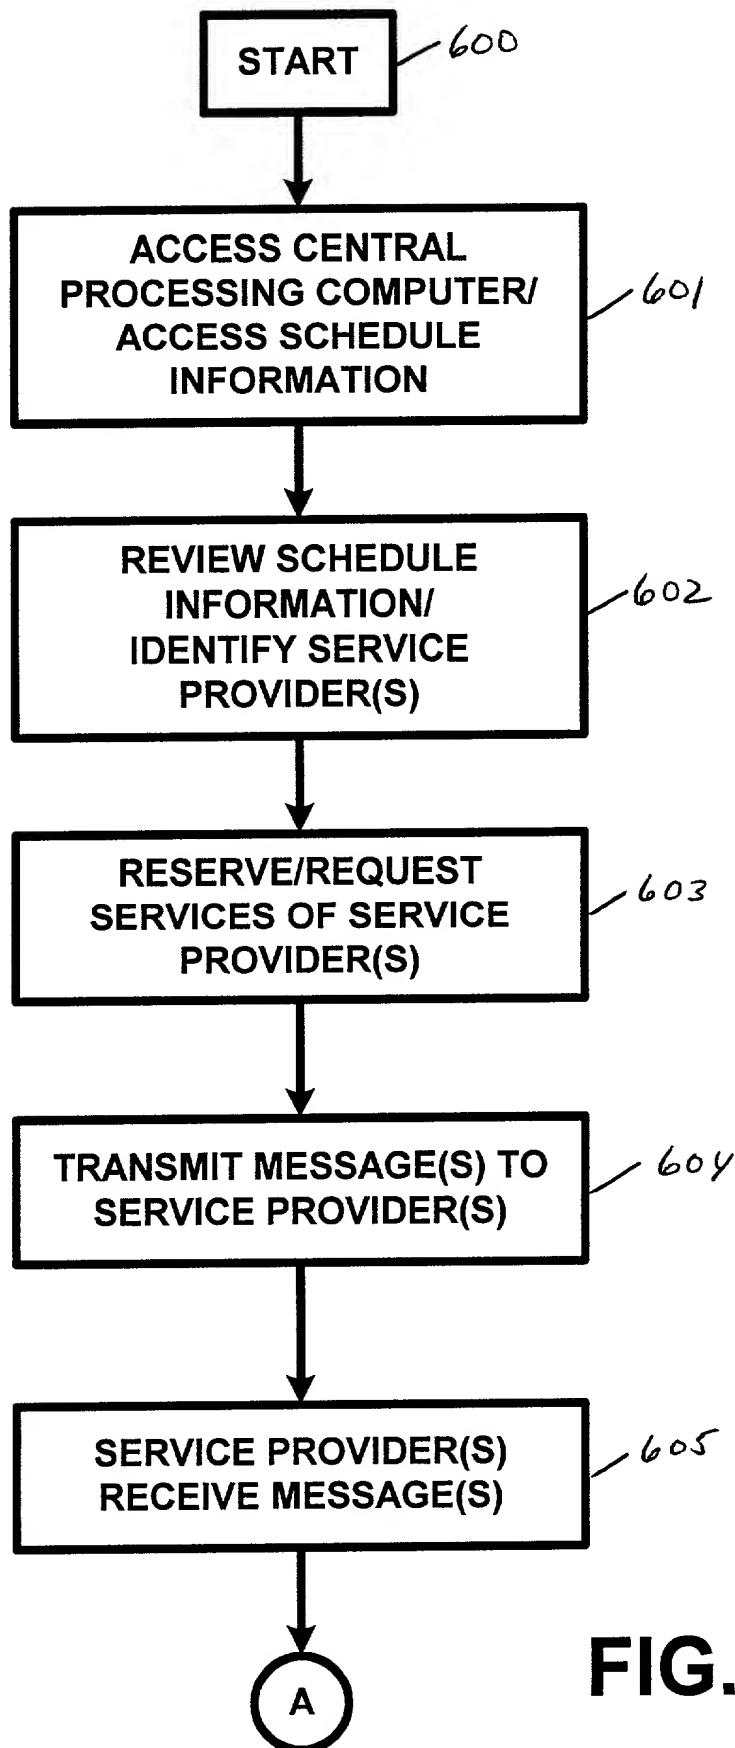 START
600
ACCESS CENTRAL
PROCESSING COMPUTER/
ACCESS SCHEDULE
INFORMATION
601
REVIEW SCHEDULE
INFORMATION/
IDENTIFY SERVICE
PROVIDER(S)
602
RESERVE/REQUEST
SERVICES OF SERVICE
PROVIDER(S)
603
TRANSMIT MESSAGE(S) TO
SERVICE PROVIDER(S)
604
SERVICE PROVIDER(S)
RECEIVE MESSAGE(S)
605
A
FIG.